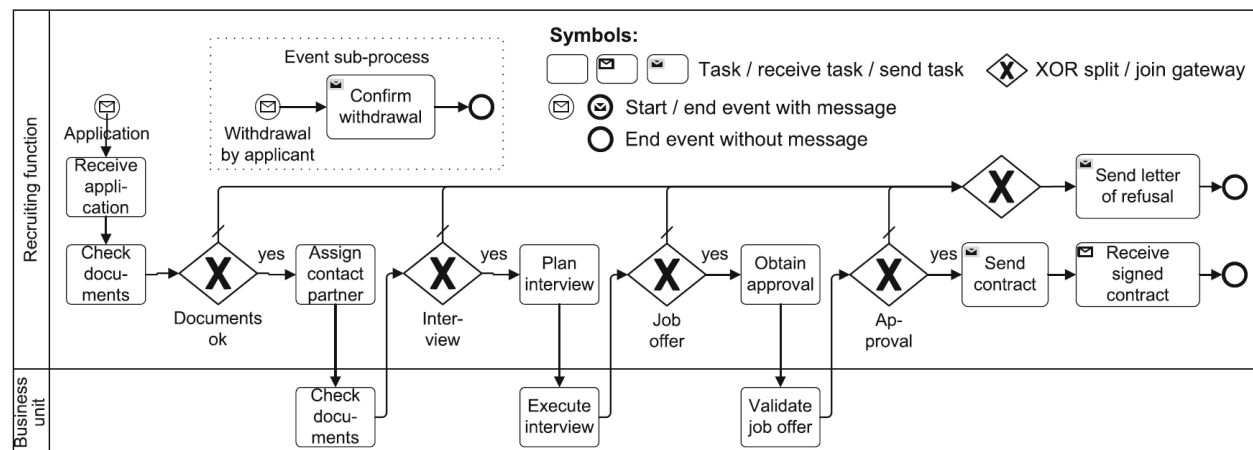 Recruiting function
Business
unit
Event sub-process
Confirm
withdrawal
Withdrawal
by applicant
Symbols:
Task / receive task / send task
XOR split / join gateway
Start / end event with message
End event without message
Application
Receive
appli-
cation
Check
docu-
ments
Documents
ok
yes
Assign
contact
partner
Check
docu-
ments
Inter-
view
yes
Plan
interview
Execute
interview
Job
offer
yes
Obtain
approval
Validate
job offer
Ap-
proval
yes
Send
contract
Receive
signed
contract
Send letter
of refusal